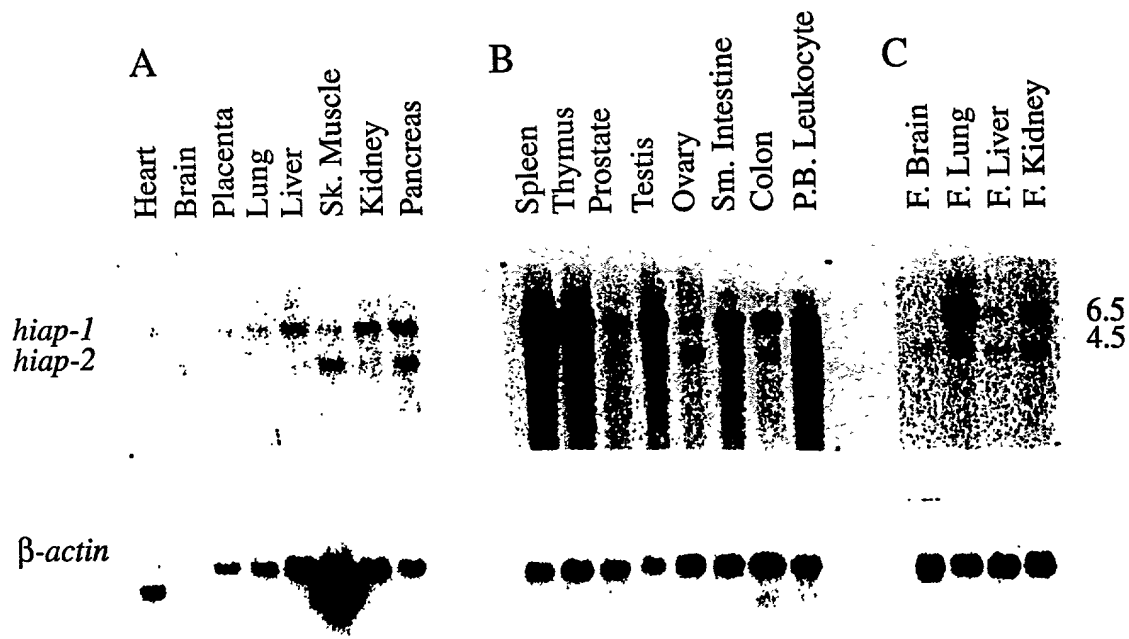 A
B
C
Heart
Brain
Placenta
Lung
Liver
Sk. Muscle
Kidney
Pancreas
Spleen
Thymus
Prostate
Testis
Ovary
Sm. Intestine
Colon
P.B. Leukocyte
F. Brain
F. Lung
F. Liver
F. Kidney
hiap-1
hiap-2
6.5
4.5
β-actin